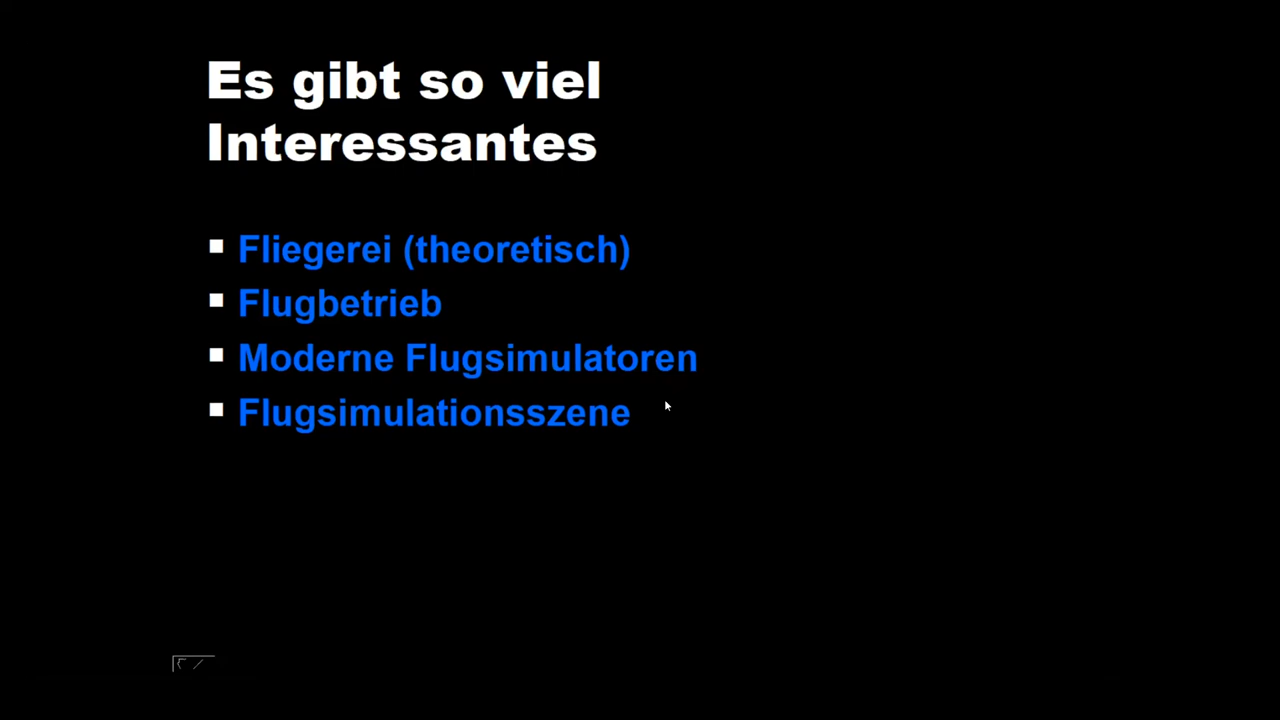 Es gibt so viel
Interessantes
Fliegerei (theoretisch)
Flugbetrieb
Moderne Flugsimulatoren
Flugsimulationsszene